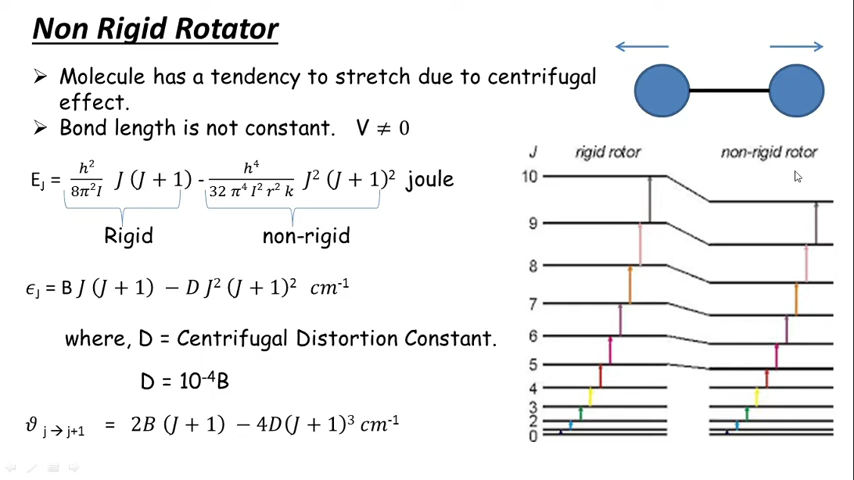 Non Rigid Rotator
➢ Molecule has a tendency to stretch due to centrifugal
effect.
➢ Bond length is not constant. V ≠ 0
E_J = h²/8π²I J (J + 1) - h⁴/32 π⁴ I² r² k J² (J + 1)² joule
Rigid non-rigid
ϵ_J = B J (J + 1) − D J² (J + 1)² cm⁻¹
where, D = Centrifugal Distortion Constant.
D = 10⁻⁴B
ϑ j→j+1 = 2B (J + 1) − 4D(J + 1)³ cm⁻¹
J rigid rotor non-rigid rotor
10
9
8
7
6
5
4
3
2
0